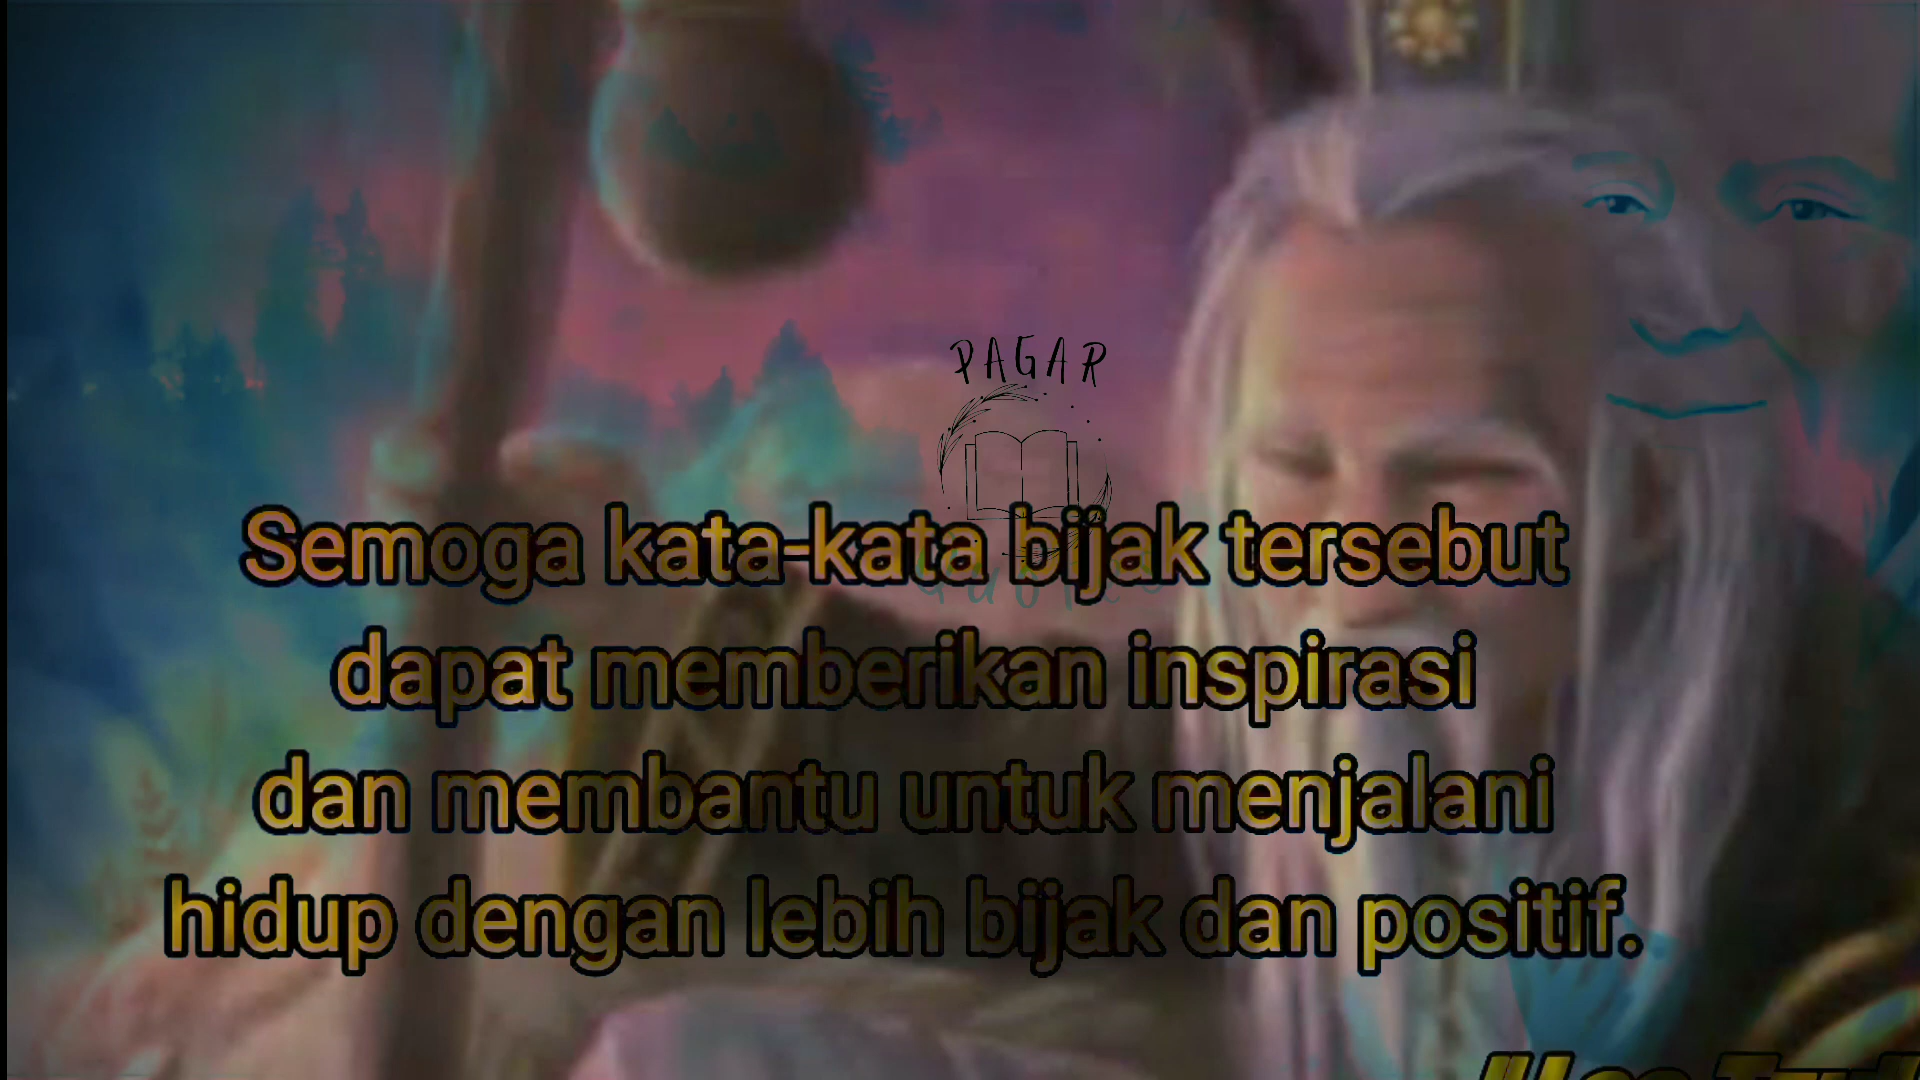 PAGAR
Semoga kata-kata bijak tersebut
dapat memberikan inspirasi
dan membantu untuk menjalani
hidup dengan lebih bijak dan positif.